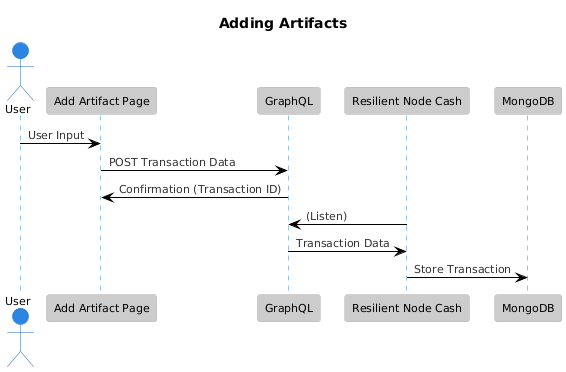 Adding Artifacts
User
Add Artifact Page
GraphQL
Resilient Node Cash
MongoDB
User Input
POST Transaction Data
Confirmation (Transaction ID)
(Listen)
Transaction Data
Store Transaction
User
Add Artifact Page
GraphQL
Resilient Node Cash
MongoDB